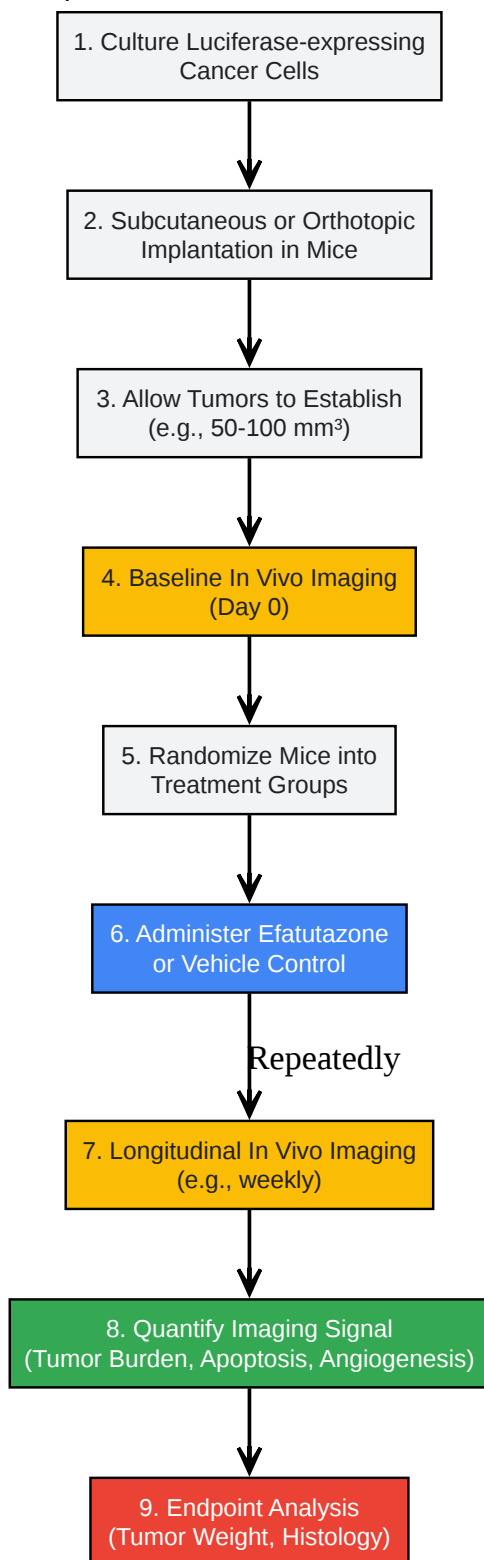 1. Culture Luciferase-expressing
Cancer Cells
2. Subcutaneous or Orthotopic
Implantation in Mice
3. Allow Tumors to Establish
(e.g., 50-100 mm³)
4. Baseline In Vivo Imaging
(Day 0)
5. Randomize Mice into
Treatment Groups
6. Administer Efatutazone
or Vehicle Control
Repeatedly
7. Longitudinal In Vivo Imaging
(e.g., weekly)
8. Quantify Imaging Signal
(Tumor Burden, Apoptosis, Angiogenesis)
9. Endpoint Analysis
(Tumor Weight, Histology)